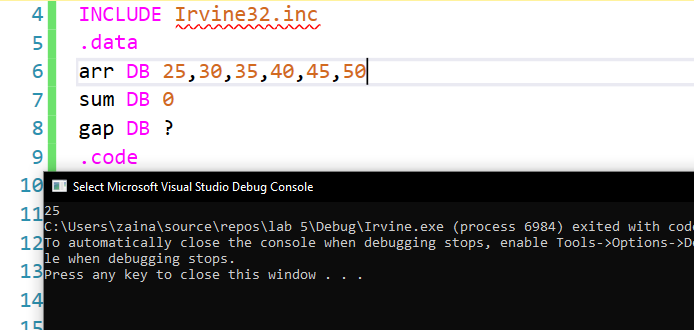 4 INCLUDE Irvine32.inc
5 .data
6 arr DB 25,30,35,40,45,50
7 sum DB 0
8 gap DB ?
9 .code
10 Select Microsoft Visual Studio Debug Console
11 25
C:\Users\zaina\source\repos\lab 5\Debug\Irvine.exe (process 6984) exited with cod
12 To automatically close the console when debugging stops, enable Tools->Options->D
le when debugging stops.
13 Press any key to close this window . . .
14
15